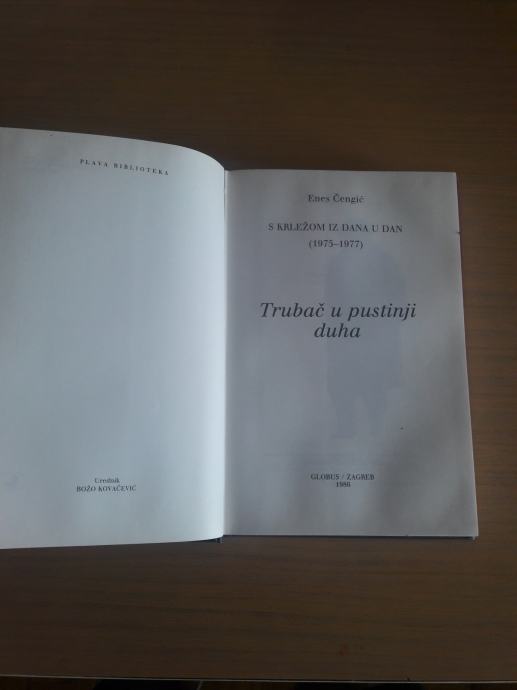 PLAVA BIBLIOTEKA
Urednik
BOŽO KOVAČEVIĆ
Enes Čengić
S KRLEŽOM IZ DANA U DAN
(1975–1977)
Trubač u pustinji
duha
GLOBUS / ZAGREB
1986